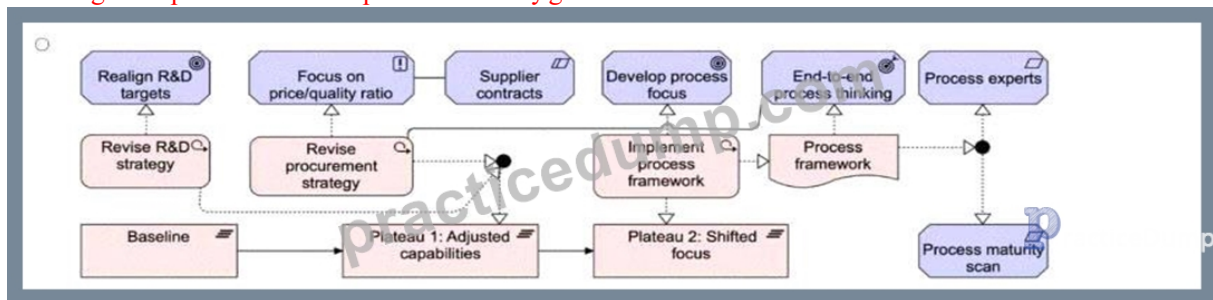 Realign R&D
targets
Focus on
price/quality ratio
Supplier
contracts
Develop process
focus
End-to-end
process thinking
Process experts
Revise R&D
strategy
Revise
procurement
strategy
Implement
process
framework
Process
framework
Baseline
Plateau 1: Adjusted
capabilities
Plateau 2: Shifted
focus
Process maturity
scan
practicedump.com